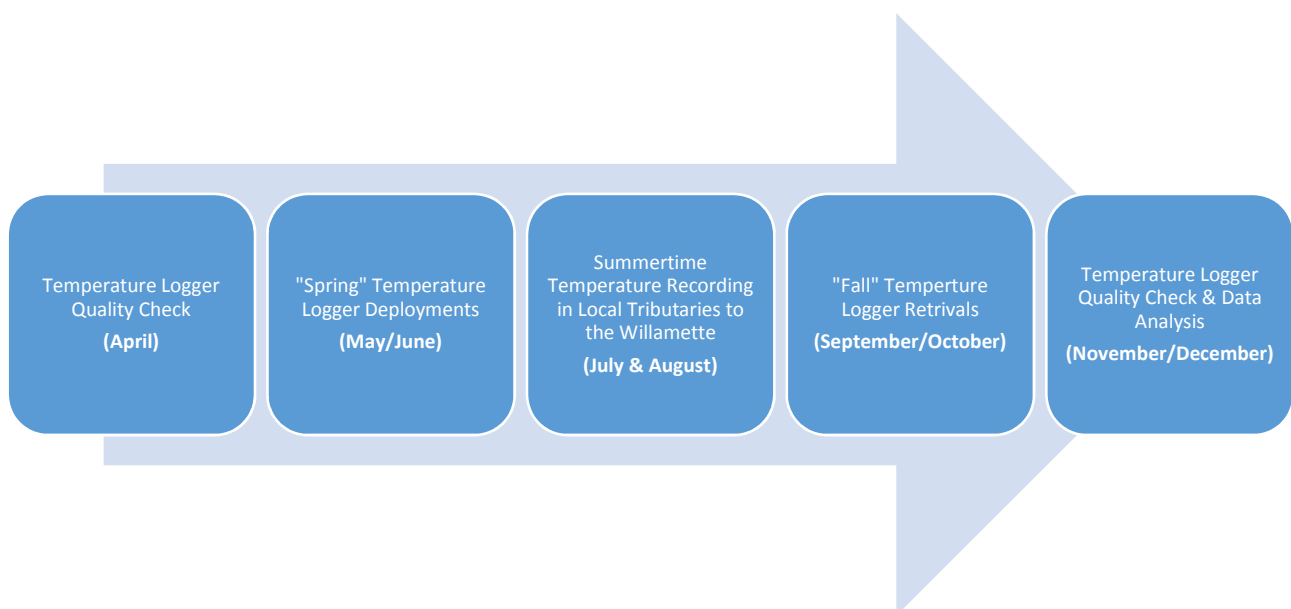 Temperature Logger
Quality Check
(April)
"Spring" Temperature
Logger Deployments
(May/June)
Summertime
Temperature Recording
in Local Tributaries to
the Willamette
(July & August)
"Fall" Temperture
Logger Retrivals
(September/October)
Temperature Logger
Quality Check & Data
Analysis
(November/December)